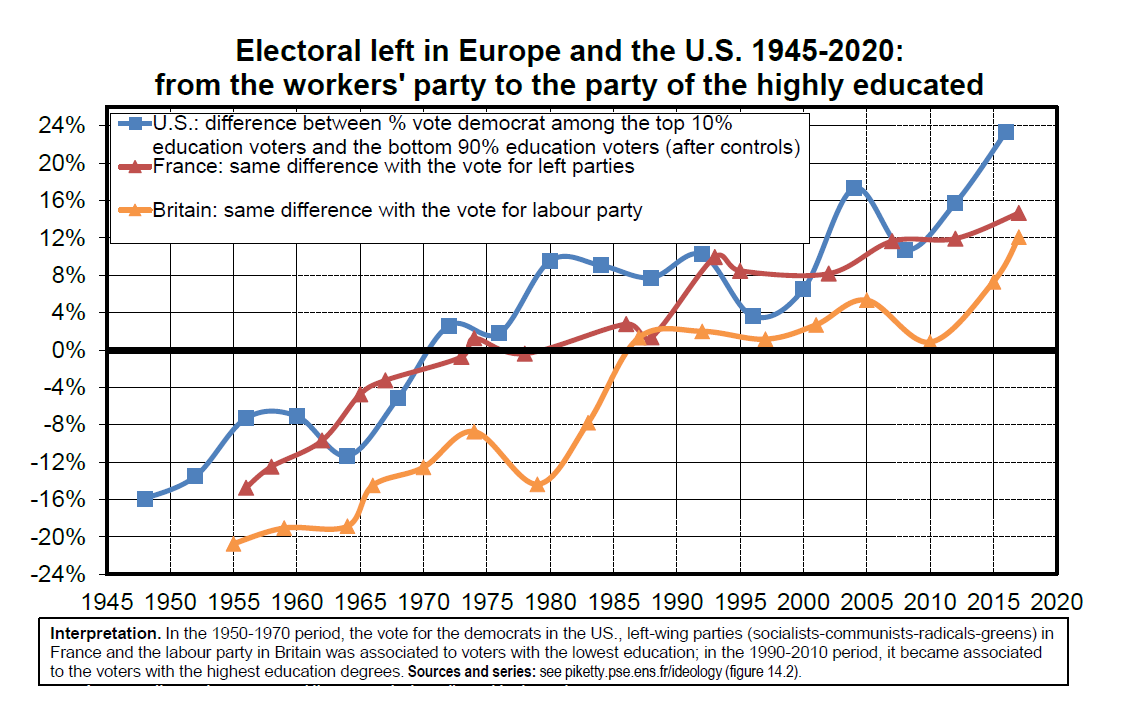 Electoral left in Europe and the U.S. 1945-2020:
from the workers' party to the party of the highly educated
24%
20%
16%
12%
8%
4%
0%
-4%
-8%
-12%
-16%
-20%
-24%
U.S.: difference between % vote democrat among the top 10%
education voters and the bottom 90% education voters (after controls)
France: same difference with the vote for left parties
Britain: same difference with the vote for labour party
1945 1950 1955 1960 1965 1970 1975 1980 1985 1990 1995 2000 2005 2010 2015 2020
Interpretation. In the 1950-1970 period, the vote for the democrats in the US., left-wing parties (socialists-communists-radicals-greens) in
France and the labour party in Britain was associated to voters with the lowest education; in the 1990-2010 period, it became associated
to the voters with the highest education degrees. Sources and series: see piketty.pse.ens.fr/ideology (figure 14.2).